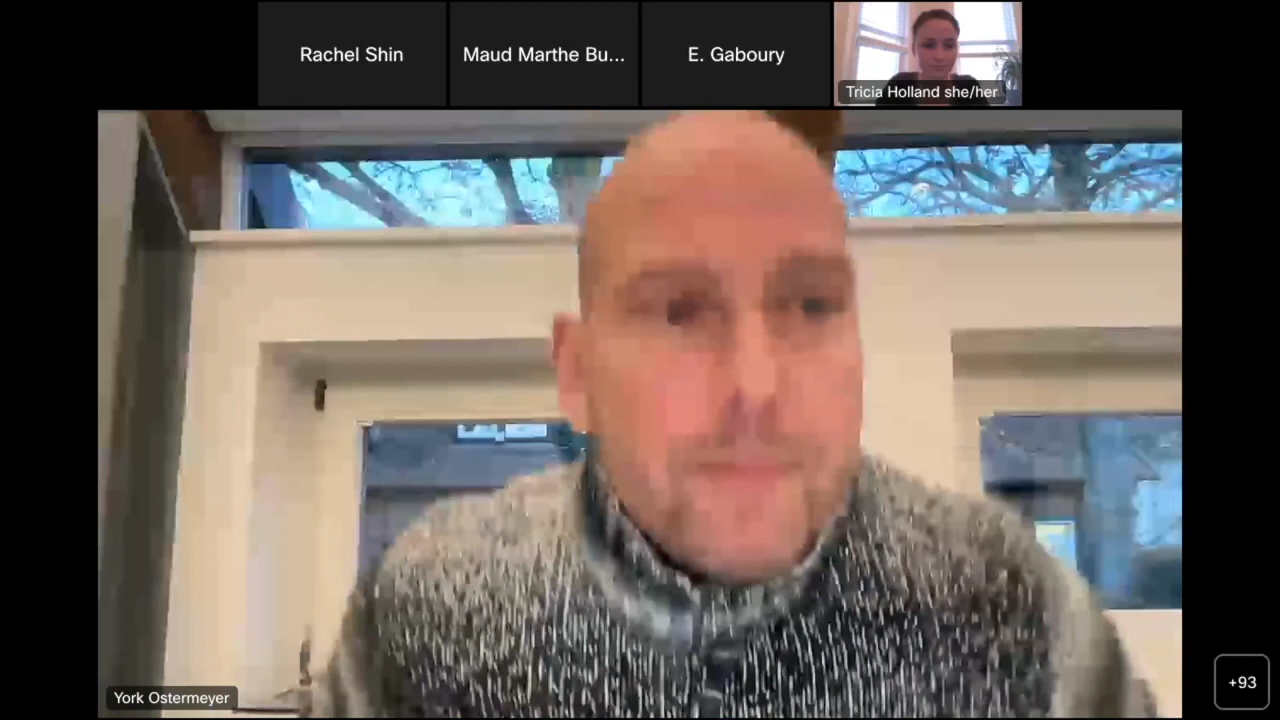 Rachel Shin
Maud Marthe Bu...
E. Gaboury
Tricia Holland she/her
York Ostermeyer
+93